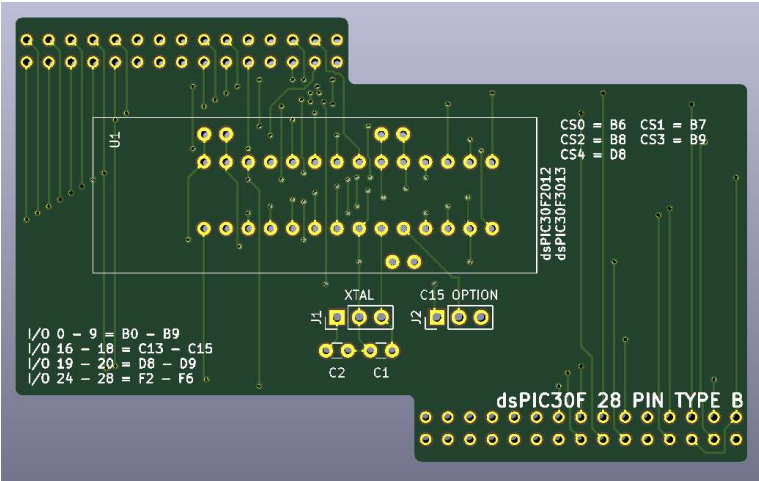 CS0 = B6 CS1 = B7
CS2 = B8 CS3 = B9
CS4 = D8
U1
dsPIC30F2012
dsPIC30F3013
XTAL
C15 OPTION
J1
J2
I/O 0 - 9 = B0 - B9
I/O 16 - 18 = C13 - C15
I/O 19 - 20 = D8 - D9
I/O 24 - 28 = F2 - F6
C2
C1
dsPIC30F 28 PIN TYPE B